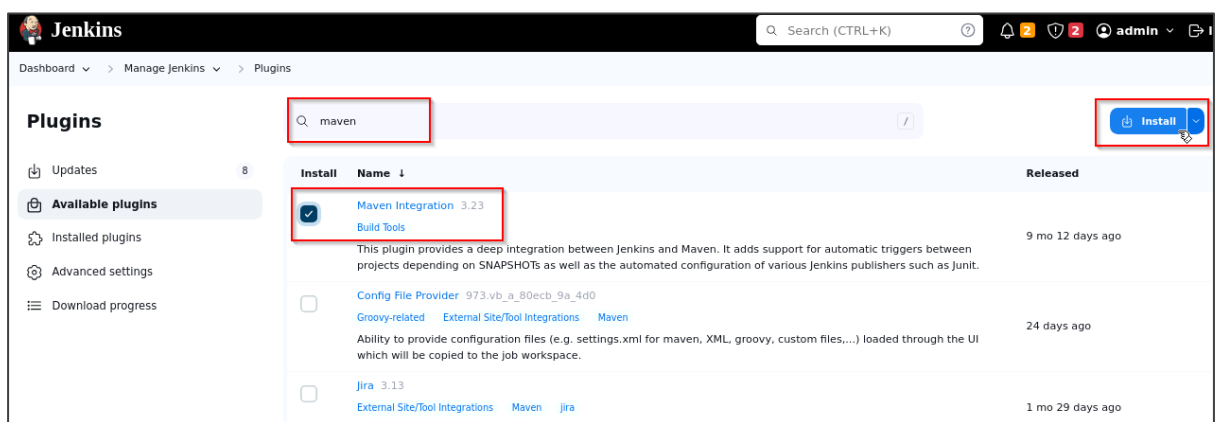 Jenkins
Search (CTRL+K)
?
2
2
admin
Dashboard > Manage Jenkins > Plugins
Plugins
maven
/
Install
Updates 8
Available plugins
Installed plugins
Advanced settings
Download progress
Install Name ↓ Released
Maven Integration 3.23
Build Tools
This plugin provides a deep integration between Jenkins and Maven. It adds support for automatic triggers between
projects depending on SNAPSHOTs as well as the automated configuration of various Jenkins publishers such as Junit.
9 mo 12 days ago
Config File Provider 973.vb_a_80ecb_9a_4d0
Groovy-related External Site/Tool Integrations Maven
Ability to provide configuration files (e.g. settings.xml for maven, XML, groovy, custom files,...) loaded through the UI
which will be copied to the job workspace.
24 days ago
Jira 3.13
External Site/Tool Integrations Maven jira
1 mo 29 days ago